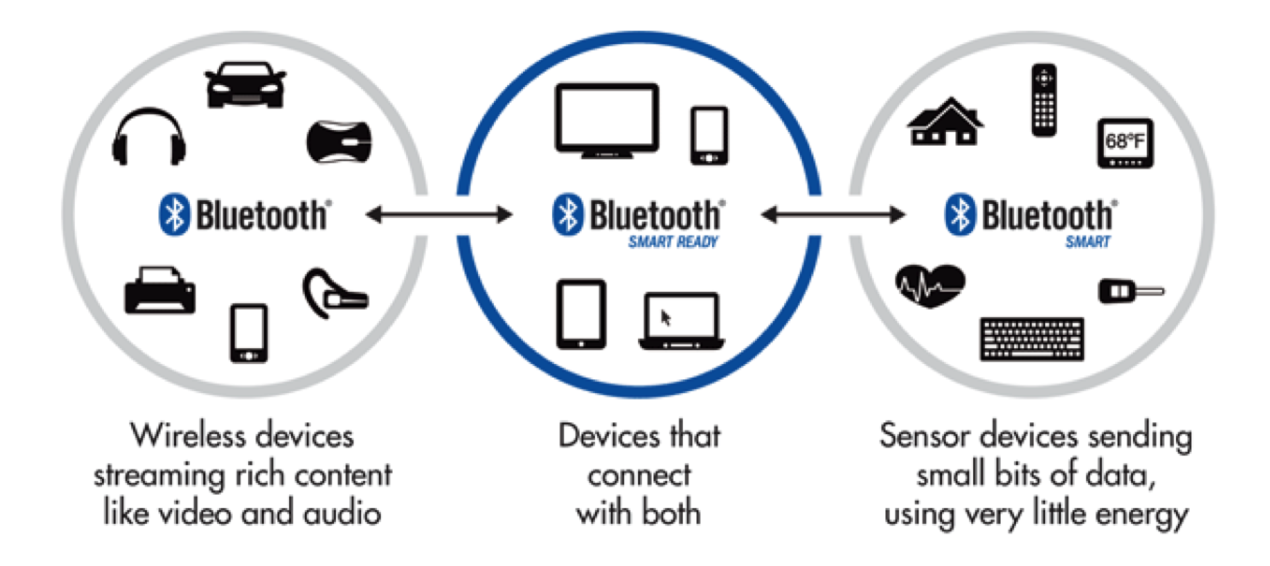 68°F
Bluetooth®
Bluetooth®
SMART READY
Bluetooth®
SMART
Wireless devices
streaming rich content
like video and audio
Devices that
connect
with both
Sensor devices sending
small bits of data,
using very little energy